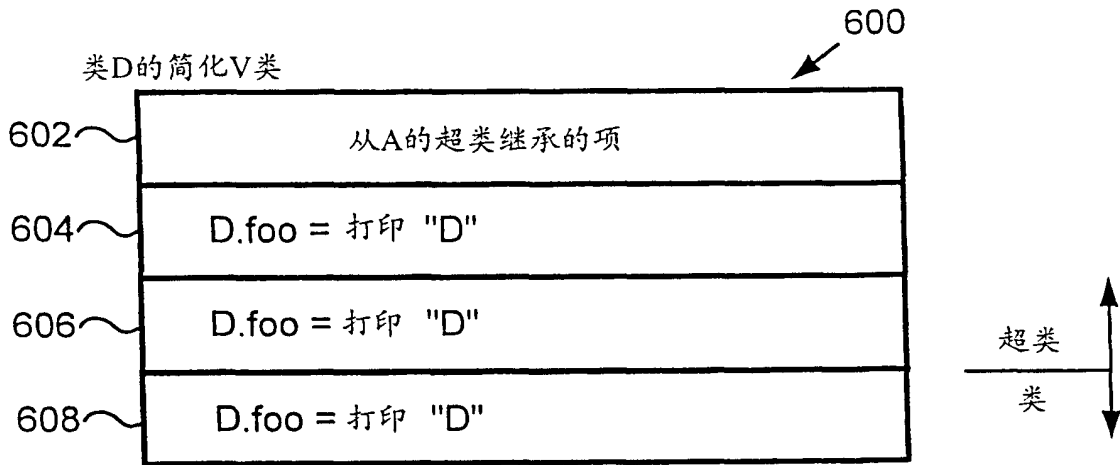 600
类D的简化V类
602 从A的超类继承的项
604 D.foo = 打印 "D"
606 D.foo = 打印 "D"
超类
类
608 D.foo = 打印 "D"